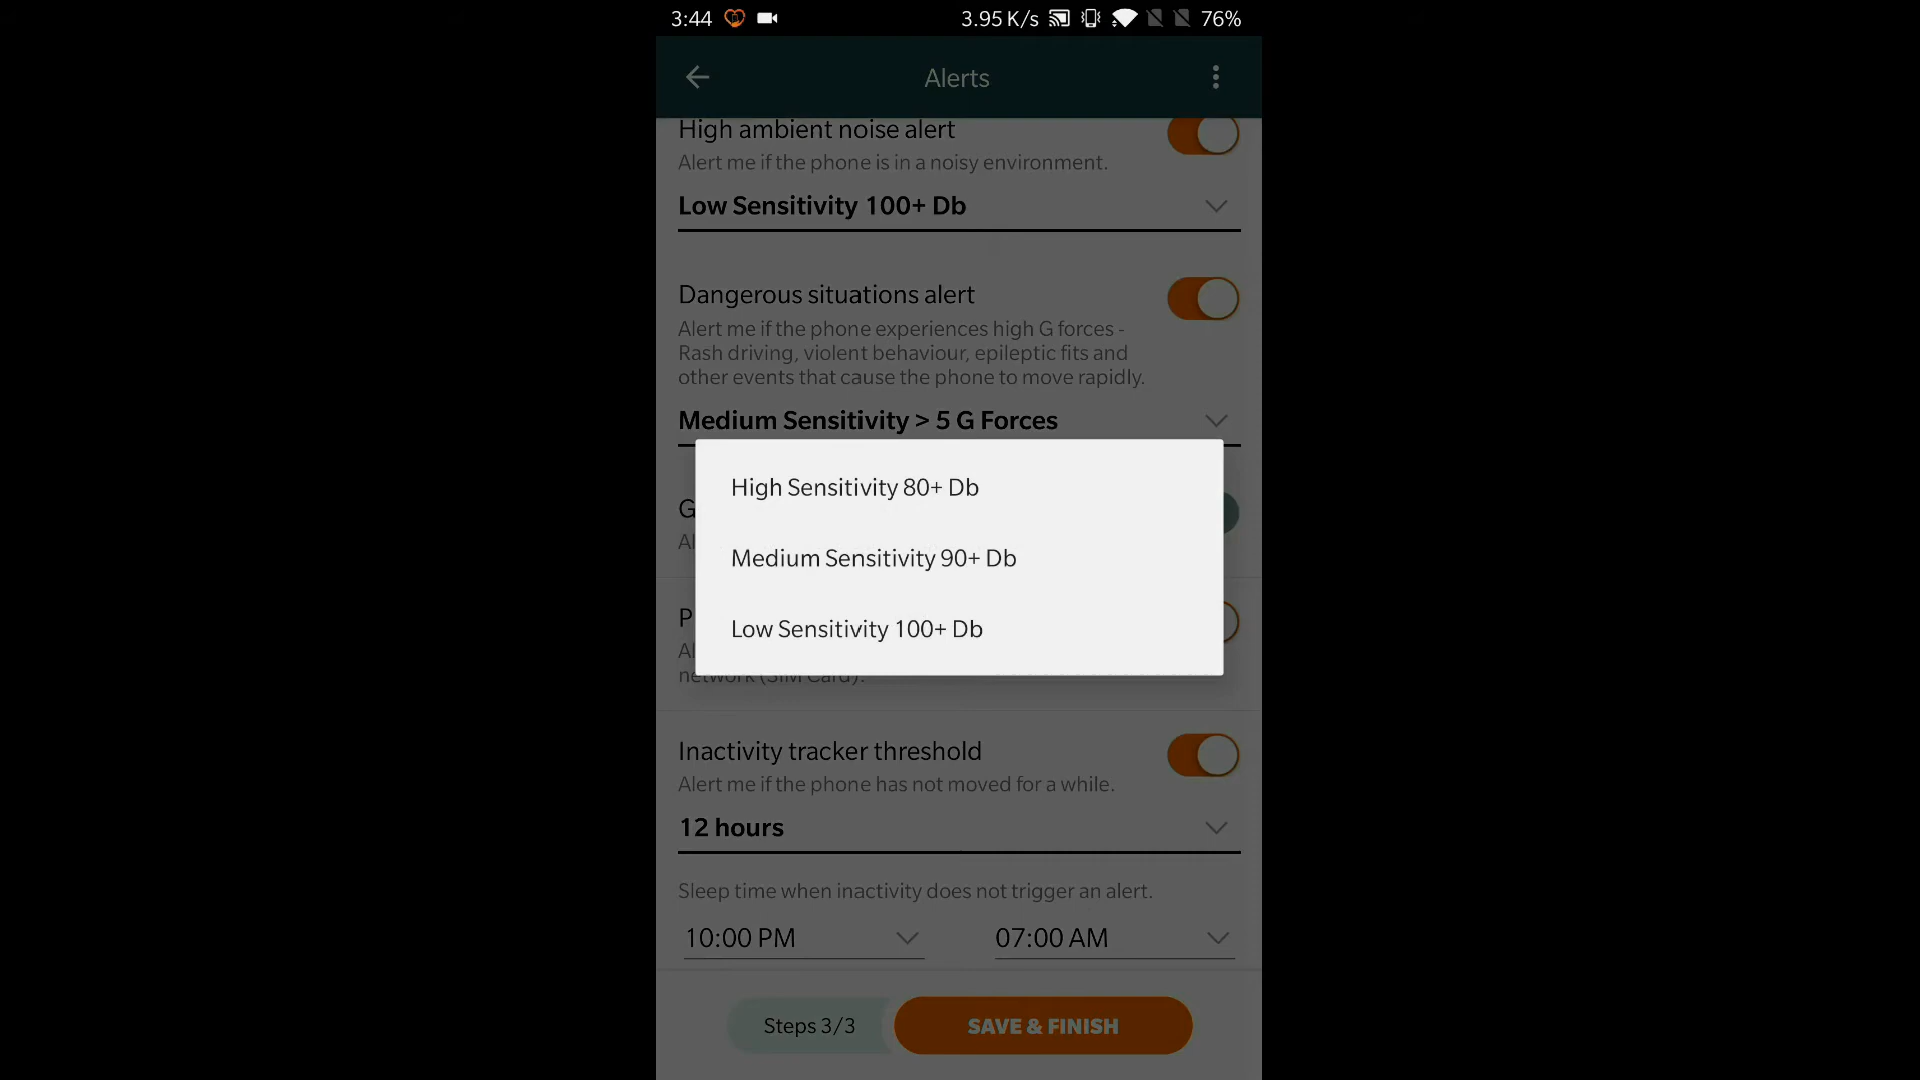 3:44 3.95 K/s 76%
Alerts
High ambient noise alert
Alert me if the phone is in a noisy environment.
Low Sensitivity 100+ Db
Dangerous situations alert
Alert me if the phone experiences high G forces -
Rash driving, violent behaviour, epileptic fits and
other events that cause the phone to move rapidly.
Medium Sensitivity > 5 G Forces
High Sensitivity 80+ Db
G
Al
Medium Sensitivity 90+ Db
P
Low Sensitivity 100+ Db
Al
network (SIM Card).
Inactivity tracker threshold
Alert me if the phone has not moved for a while.
12 hours
Sleep time when inactivity does not trigger an alert.
10:00 PM 07:00 AM
Steps 3/3 SAVE & FINISH